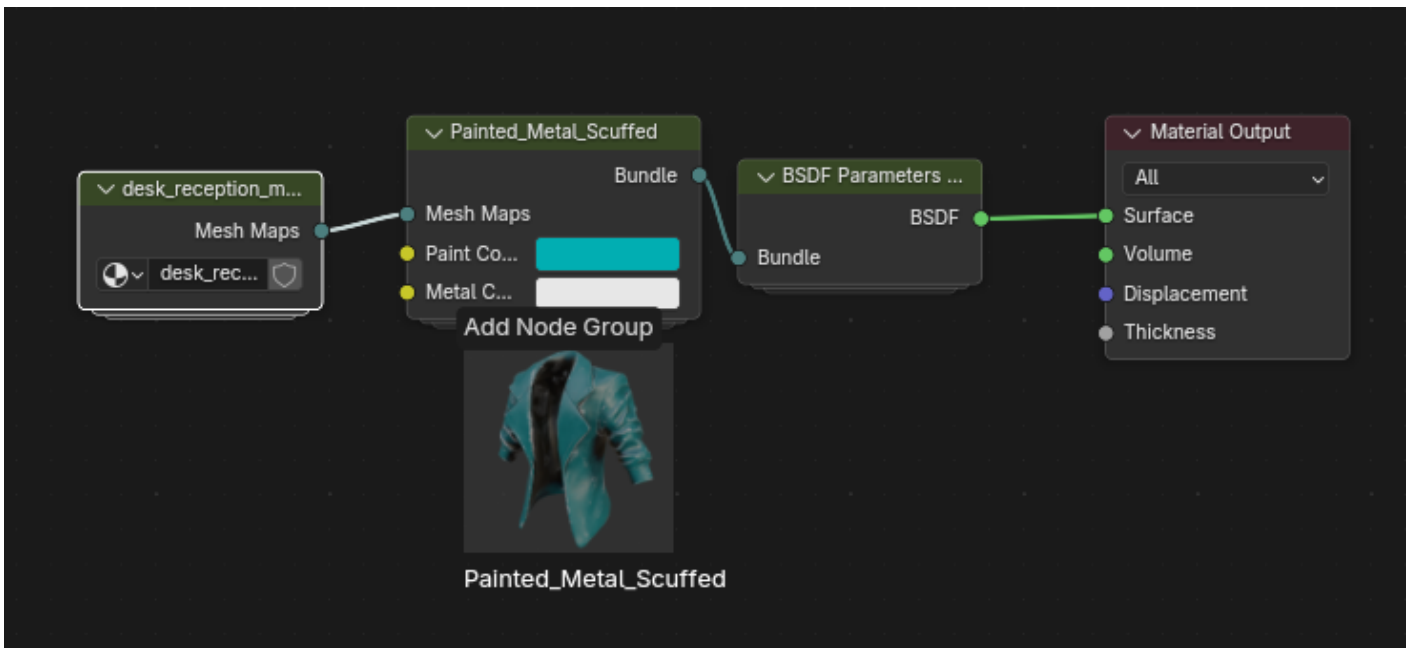 desk_reception_m...
Mesh Maps
desk_rec...
Painted_Metal_Scuffed
Bundle
Mesh Maps
Paint Co...
Metal C...
Add Node Group
Painted_Metal_Scuffed
BSDF Parameters ...
BSDF
Bundle
Material Output
All
Surface
Volume
Displacement
Thickness